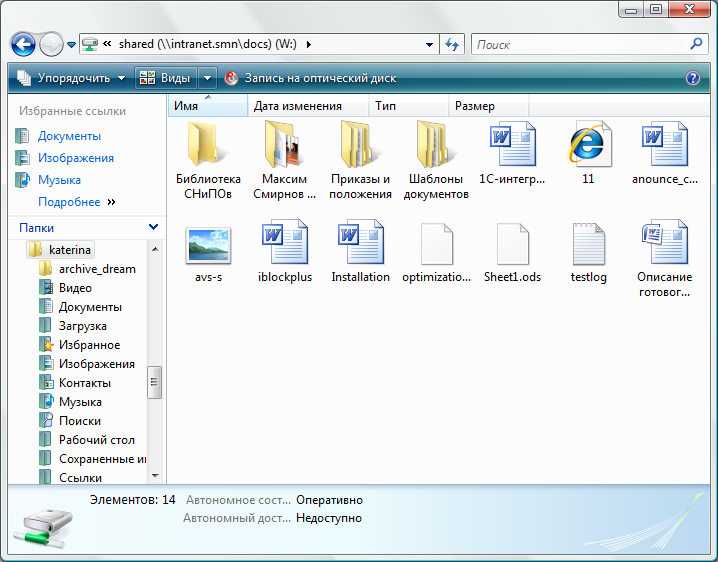 shared (\\intranet.smn\docs) (W:)
Поиск
Упорядочить
Виды
Запись на оптический диск
Избранные ссылки
Документы
Изображения
Музыка
Подробнее »
Папки
katerina
archive_dream
Видео
Документы
Загрузка
Избранное
Изображения
Контакты
Музыка
Поиски
Рабочий стол
Сохраненные и
Ссылки
Имя
Дата изменения
Тип
Размер
Библиотека
СНиПОв
Максим
Смирнов ...
Приказы и
положения
Шаблоны
документов
1С-интегр...
11
anounce_c...
avs-s
iblockplus
Installation
optimizatio...
Sheet1.ods
testlog
Описание
готовог...
Элементов: 14
Автономное сост... Оперативно
Автономный дост... Недоступно